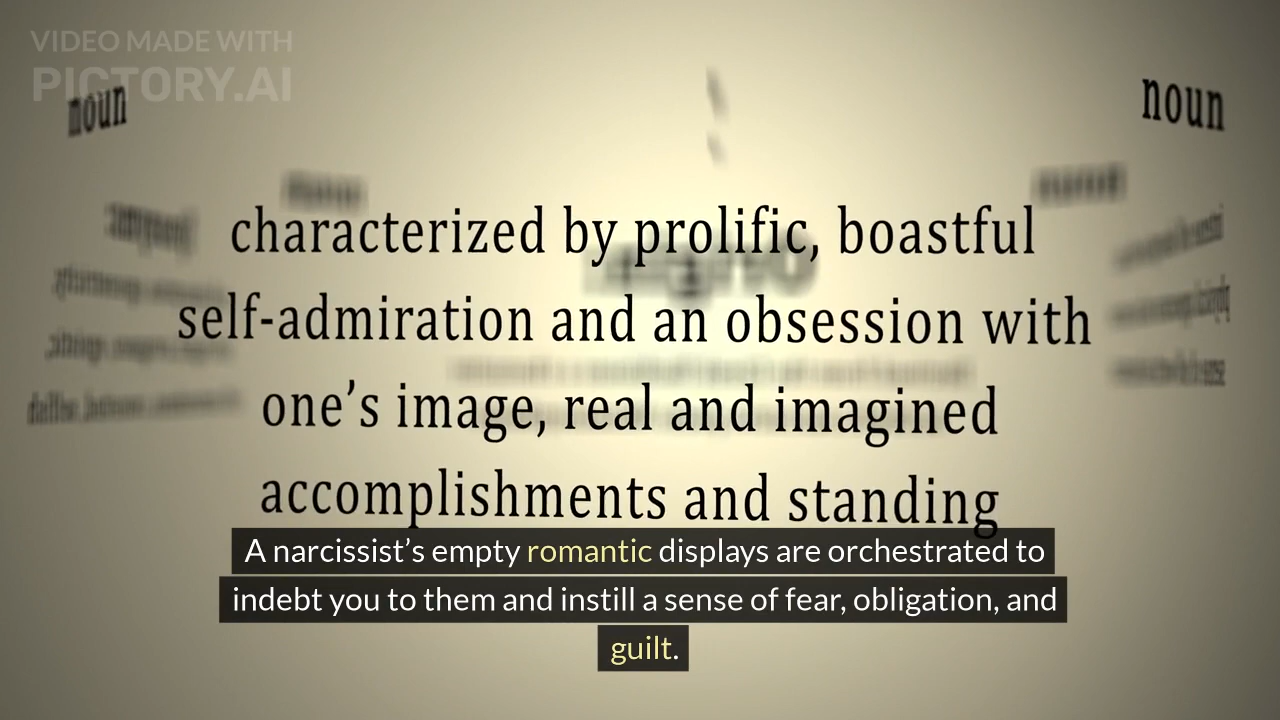 VIDEO MADE WITH
PICTORY.AI
noun
noun
characterized by prolific, boastful
self-admiration and an obsession with
one’s image, real and imagined
accomplishments and standing
A narcissist’s empty romantic displays are orchestrated to
indebt you to them and instill a sense of fear, obligation, and
guilt.